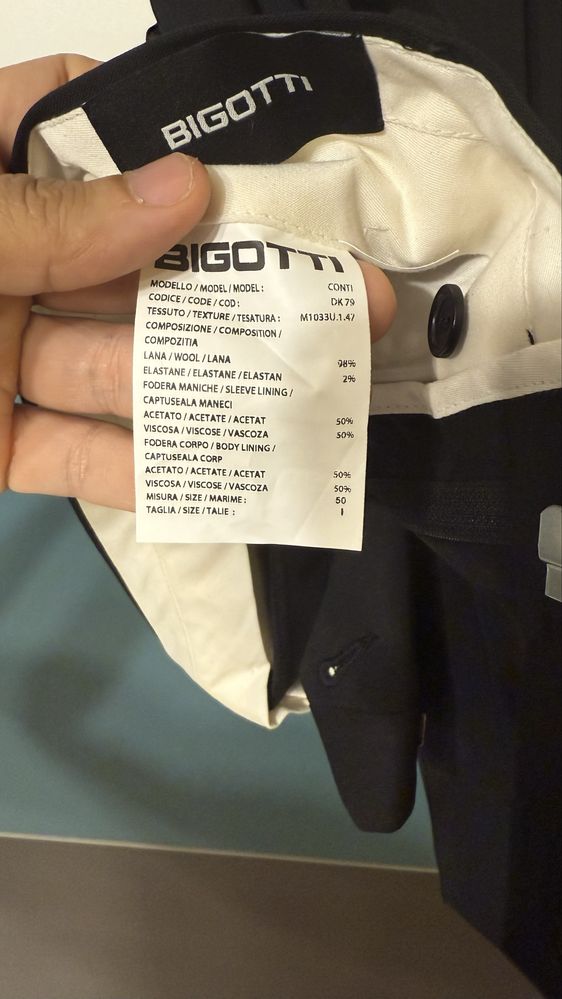 BIGOTTI
BIGOTTI
MODELLO / MODEL / MODEL : CONTI
CODICE / CODE / COD : DK 79
TESSUTO / TEXTURE / TESATURA : M1033U.1.47
COMPOSIZIONE / COMPOSITION /
COMPOZITIA
LANA / WOOL / LANA 98%
ELASTANE / ELASTANE / ELASTAN 2%
FODERA MANICHE / SLEEVE LINING /
CAPTUSEALA MANECI
ACETATO / ACETATE / ACETAT 50%
VISCOSA / VISCOSE / VASCOZA 50%
FODERA CORPO / BODY LINING /
CAPTUSEALA CORP
ACETATO / ACETATE / ACETAT 50%
VISCOSA / VISCOSE / VASCOZA 50%
MISURA / SIZE / MARIME : 50
TAGLIA / SIZE / TALIE : I